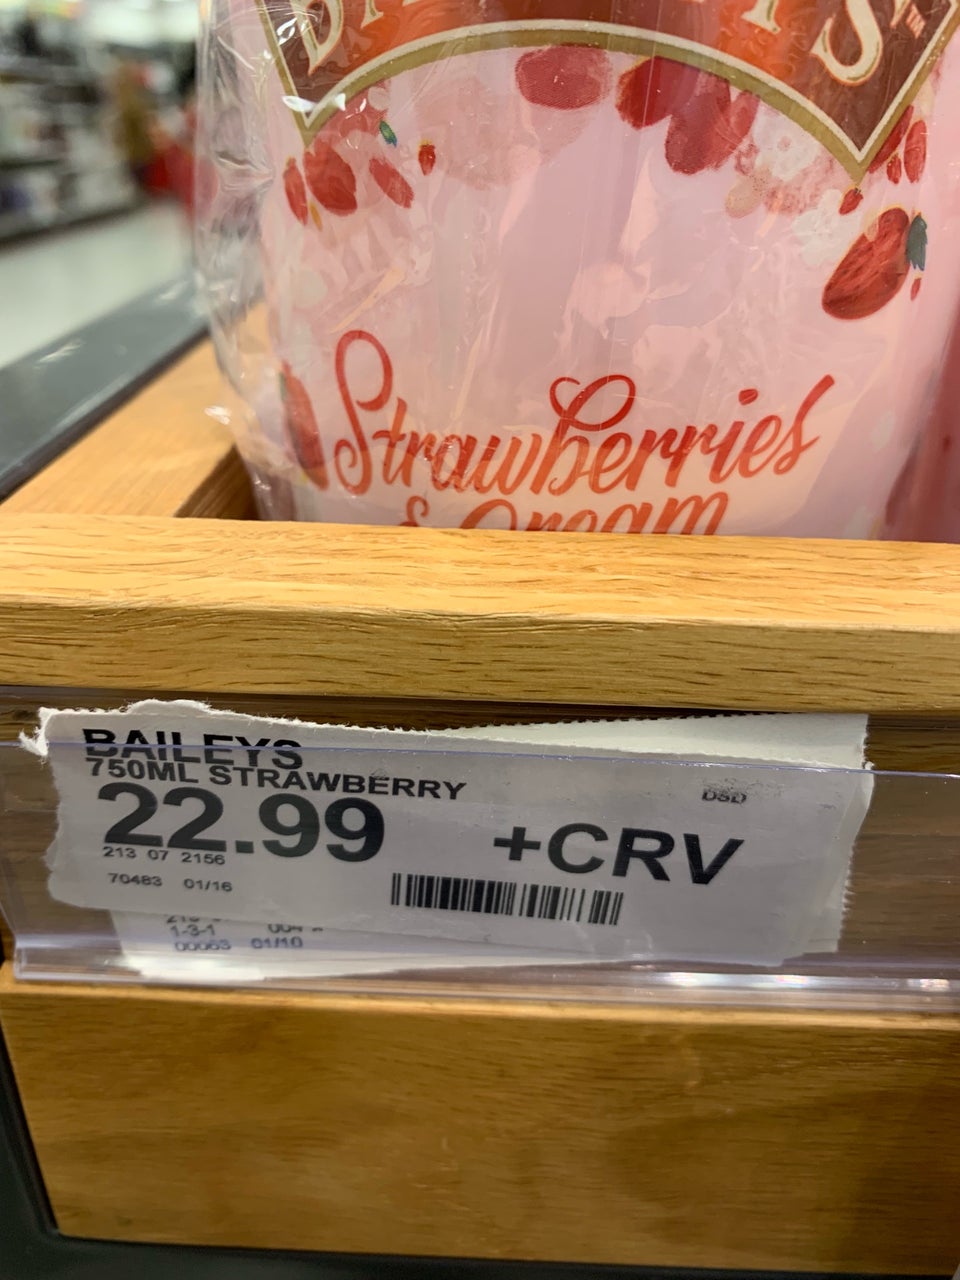 Strawberries
& Cream
BAILEYS
750ML STRAWBERRY
22.99
DSD
+CRV
213 07 2156
70483 01/16
1-3-1
00063 01/10